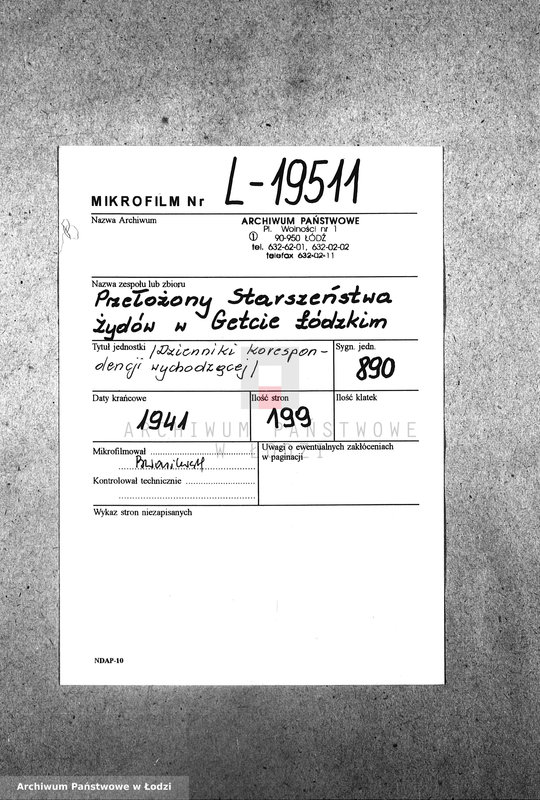 MIKROFILM Nr L-19511
Nazwa Archiwum
ARCHIWUM PAŃSTWOWE
Pl. Wolności nr 1
① 90-950 ŁÓDŹ
tel. 632-62-01, 632-02-02
telefax 632-02-11
Nazwa zespołu lub zbioru
Przełożony Starszeństwa
Żydów w Getcie Łódzkim
Tytuł jednostki /Dzienniki korespon-
dencji wychodzącej/
Sygn. jedn.
890
Daty krańcowe
1941
Ilość stron
199
Ilość klatek
ARCHIWUM PAŃSTWOWE
W ŁODZI
Mikrofilmował
Kontrolował technicznie
Uwagi o ewentualnych zakłóceniach
w paginacji
Wykaz stron niezapisanych
NDAP-10
Archiwum Państwowe w Łodzi